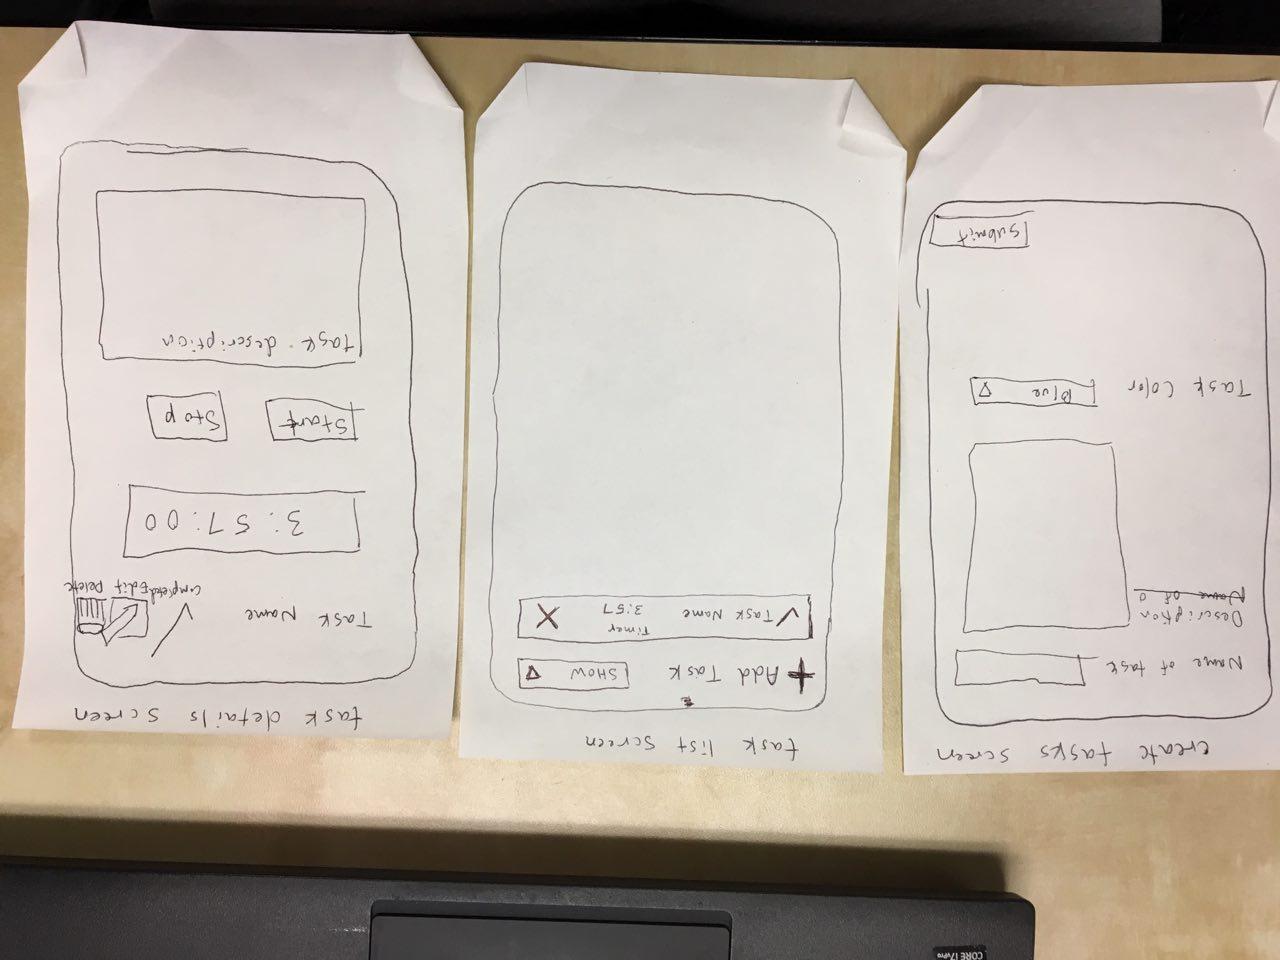 create tasks screen
Name of task
Description
Name of
Task Color
Blue
Submit
task list screen
Add Task
SHOW
Task Name
Timer
3:57
task details screen
Task Name
Completed
Edit
Delete
3:57:00
Start
Stop
task description
CORE i7 vPro